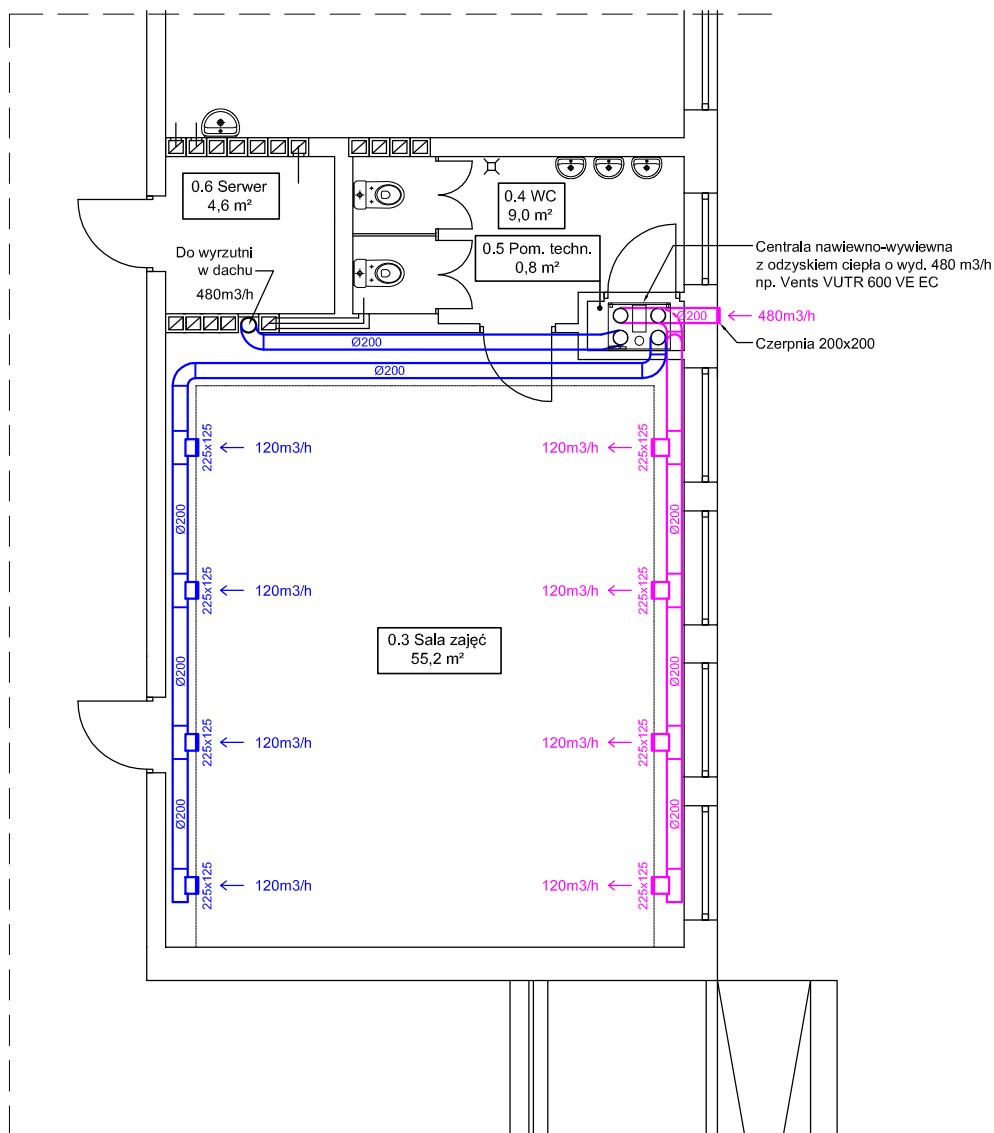 0.6 Serwer
4,6 m²
0.4 WC
9,0 m²
0.5 Pom. techn.
0,8 m²
Do wyrzutni
w dachu
480m3/h
Centrala nawiewno-wywiewna
z odzyskiem ciepła o wyd. 480 m3/h
np. Vents VUTR 600 VE EC
Ø200
480m3/h
Czerpnia 200x200
Ø200
Ø200
225x125
120m3/h
120m3/h
225x125
Ø200
Ø200
225x125
120m3/h
120m3/h
225x125
0.3 Sala zajęć
55,2 m²
Ø200
Ø200
225x125
120m3/h
120m3/h
225x125
Ø200
Ø200
225x125
120m3/h
120m3/h
225x125